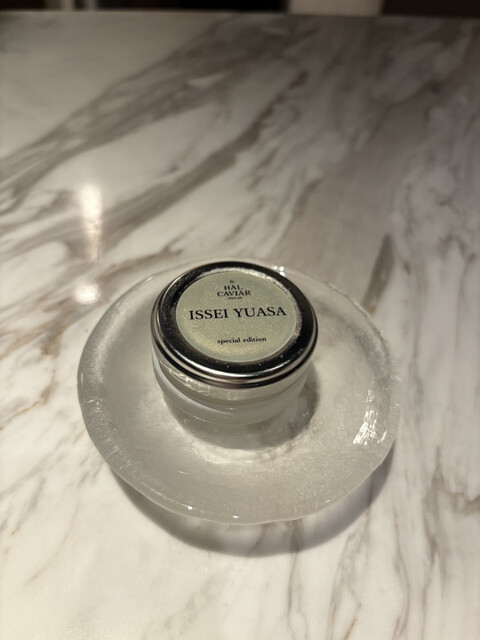 HAL
CAVIAR
ISSEI YUASA
special edition